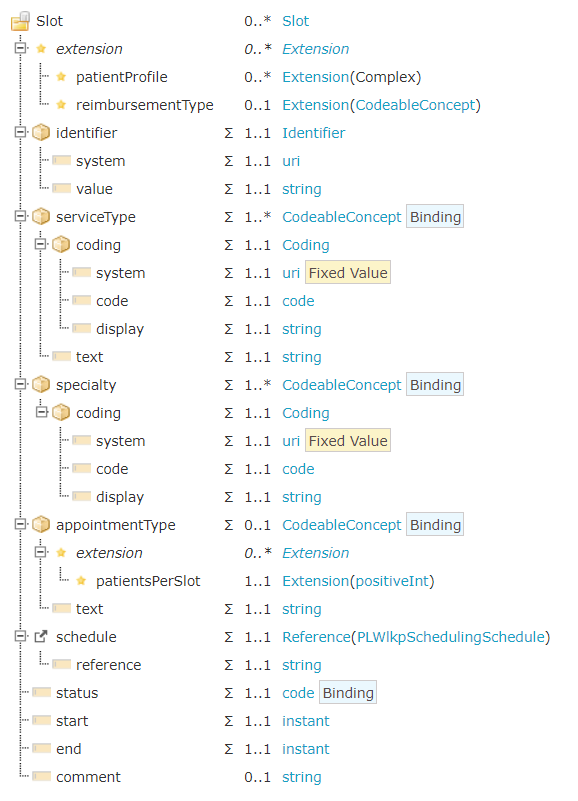 Slot 0..* Slot
extension 0..* Extension
patientProfile 0..* Extension(Complex)
reimbursementType 0..1 Extension(CodeableConcept)
identifier Σ 1..1 Identifier
system Σ 1..1 uri
value Σ 1..1 string
serviceType Σ 1..* CodeableConcept Binding
coding Σ 1..1 Coding
system Σ 1..1 uri Fixed Value
code Σ 1..1 code
display Σ 1..1 string
text Σ 1..1 string
specialty Σ 1..* CodeableConcept Binding
coding Σ 1..1 Coding
system Σ 1..1 uri Fixed Value
code Σ 1..1 code
display Σ 1..1 string
appointmentType Σ 0..1 CodeableConcept Binding
extension 0..* Extension
patientsPerSlot 1..1 Extension(positiveInt)
text Σ 1..1 string
schedule Σ 1..1 Reference(PLWlkpSchedulingSchedule)
reference Σ 1..1 string
status Σ 1..1 code Binding
start Σ 1..1 instant
end Σ 1..1 instant
comment 0..1 string